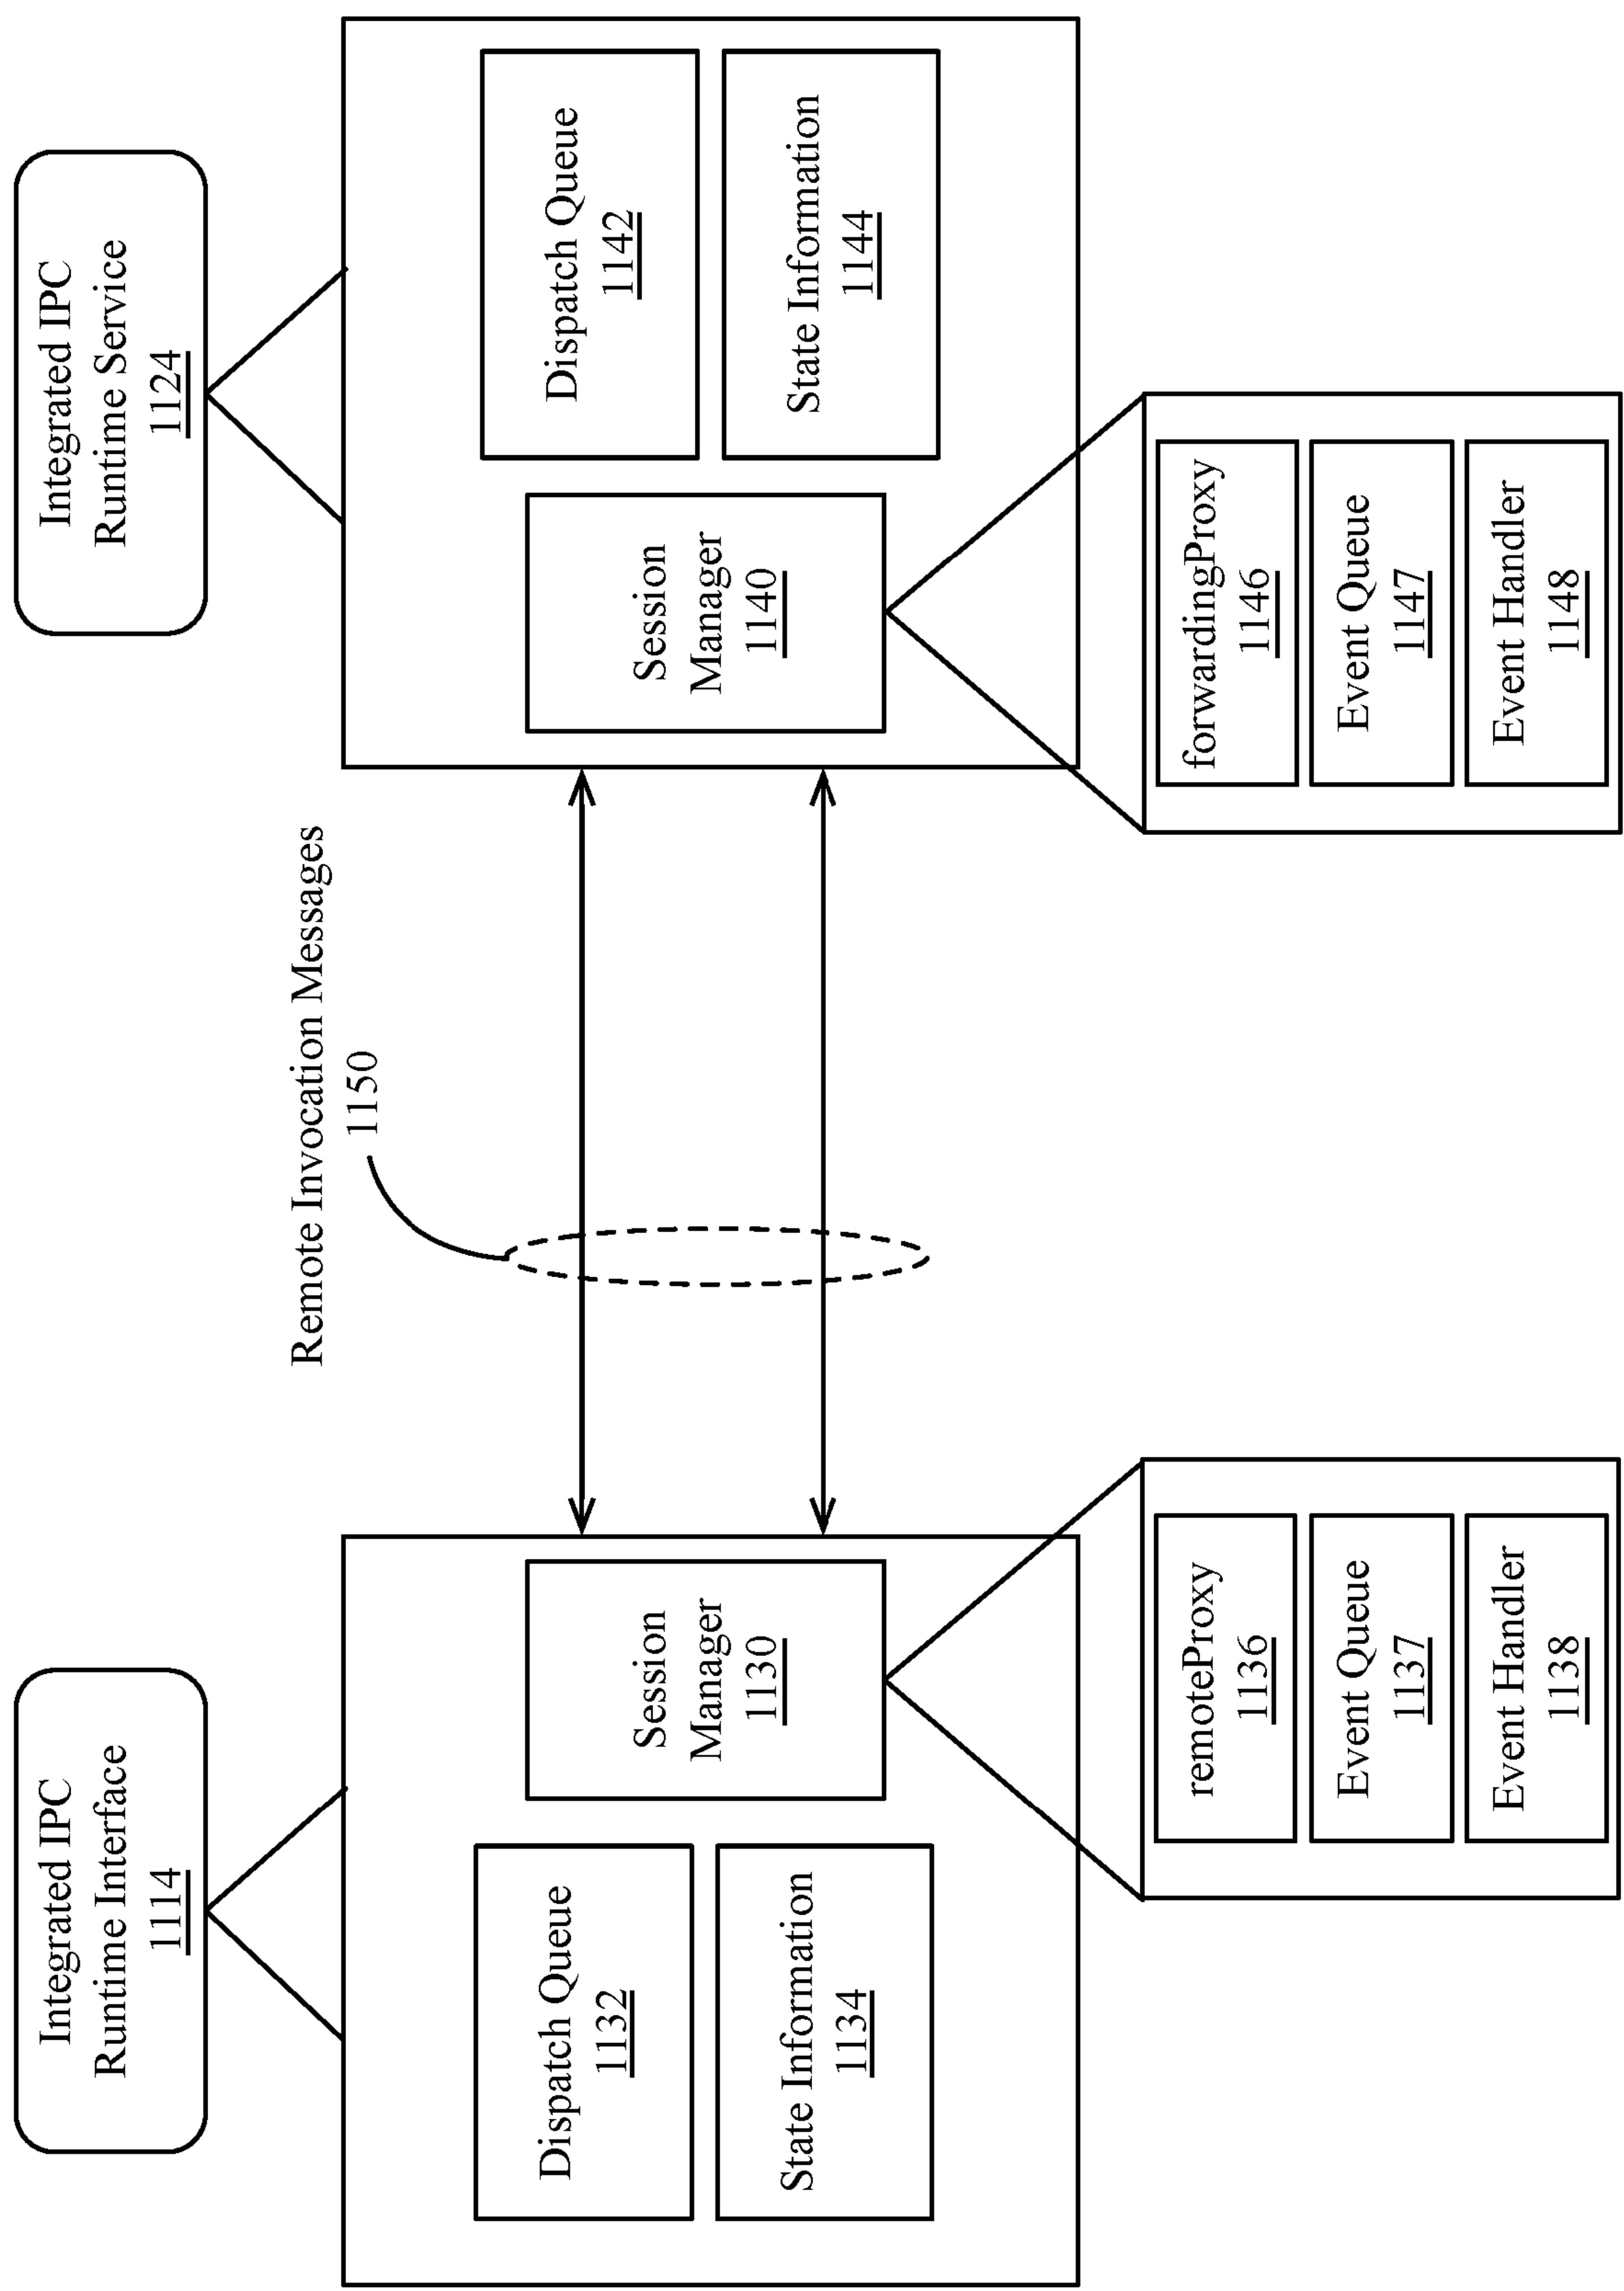 Integrated IPC
Runtime Interface
1114
Dispatch Queue
1132
State Information
1134
Session
Manager
1130
remoteProxy
1136
Event Queue
1137
Event Handler
1138
Remote Invocation Messages
1150
Integrated IPC
Runtime Service
1124
Session
Manager
1140
Dispatch Queue
1142
State Information
1144
forwardingProxy
1146
Event Queue
1147
Event Handler
1148